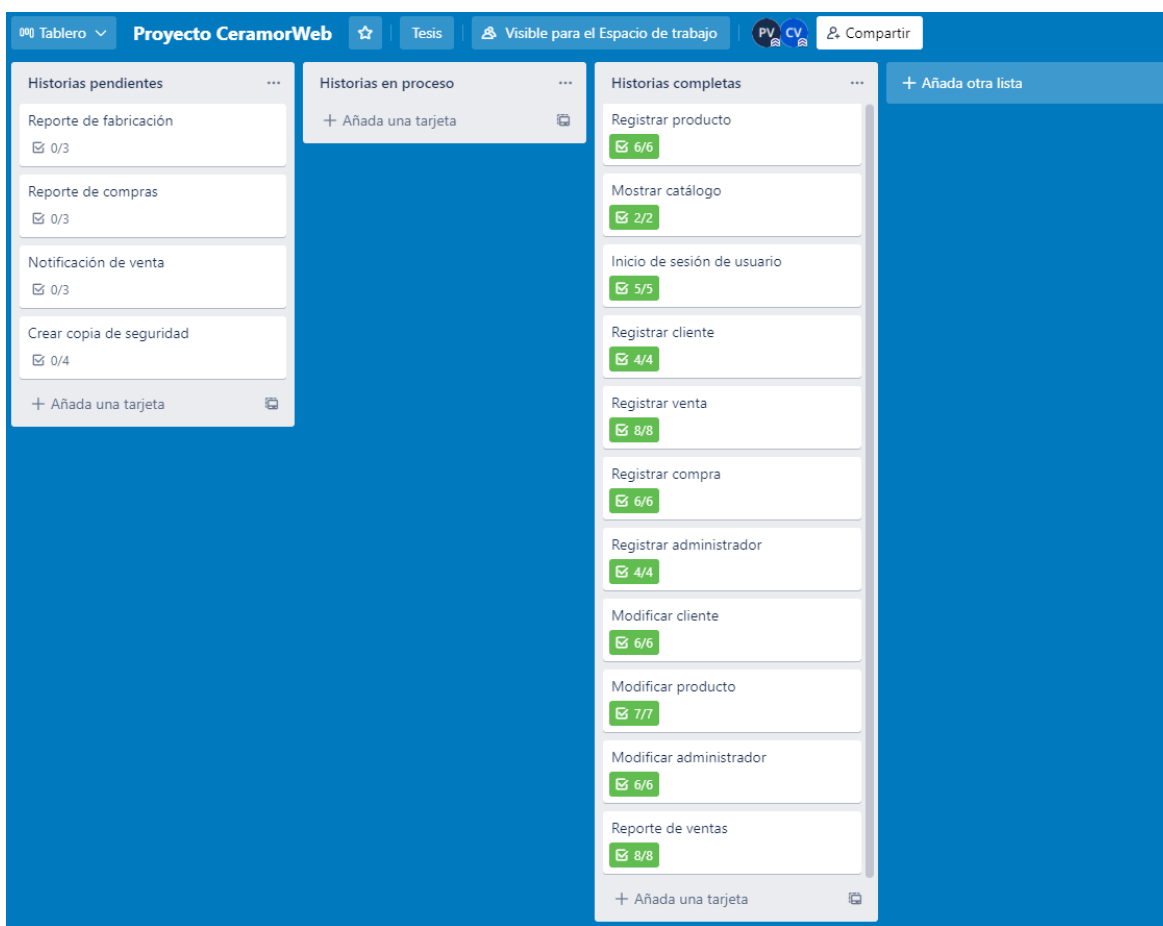 Tablero
Proyecto CeramorWeb
Tesis
Visible para el Espacio de trabajo
PV
CV
Compartir
Historias pendientes
Reporte de fabricación
0/3
Reporte de compras
0/3
Notificación de venta
0/3
Crear copia de seguridad
0/4
+ Añada una tarjeta
Historias en proceso
+ Añada una tarjeta
Historias completas
Registrar producto
6/6
Mostrar catálogo
2/2
Inicio de sesión de usuario
5/5
Registrar cliente
4/4
Registrar venta
8/8
Registrar compra
6/6
Registrar administrador
4/4
Modificar cliente
6/6
Modificar producto
7/7
Modificar administrador
6/6
Reporte de ventas
8/8
+ Añada una tarjeta
+ Añada otra lista